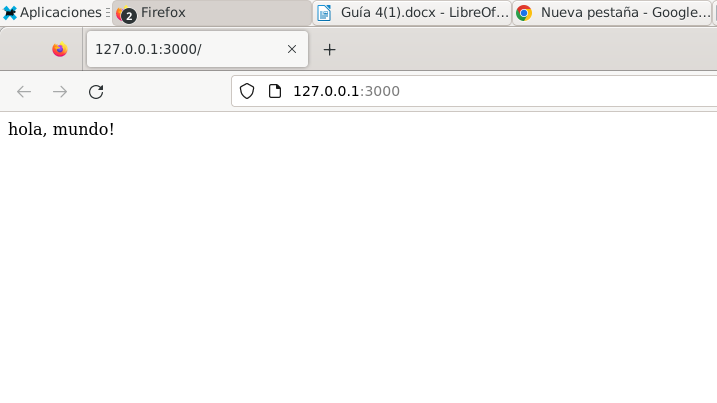 Aplicaciones
2 Firefox
Guía 4(1).docx - LibreOf...
Nueva pestaña - Google...
127.0.0.1:3000/
127.0.0.1:3000
hola, mundo!